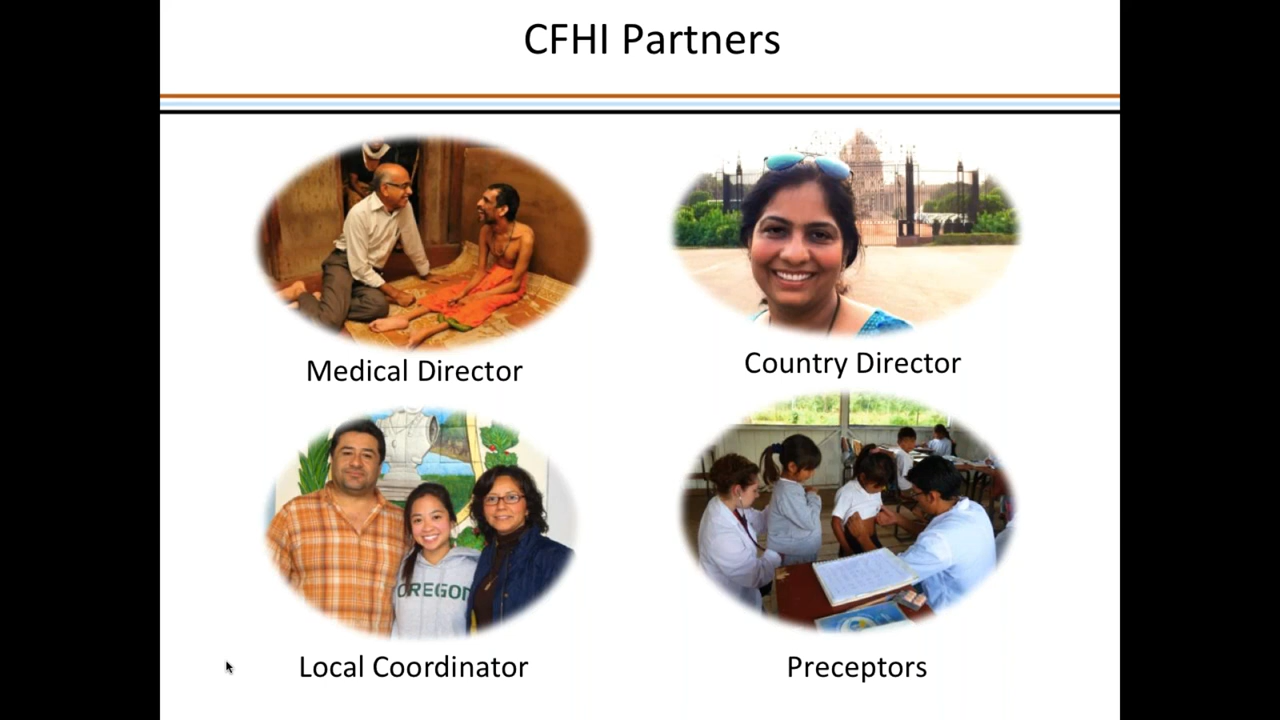 CFHI Partners
Medical Director
Country Director
OREGON
Local Coordinator
Preceptors